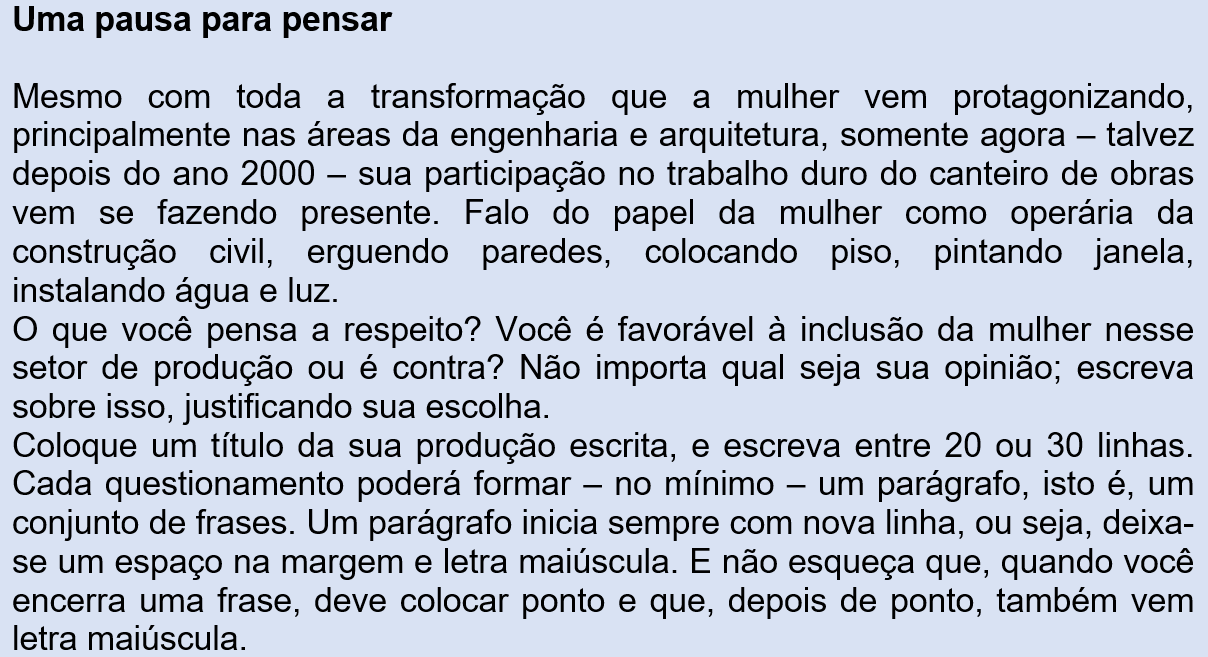 Uma pausa para pensar
Mesmo com toda a transformação que a mulher vem protagonizando,
principalmente nas áreas da engenharia e arquitetura, somente agora – talvez
depois do ano 2000 – sua participação no trabalho duro do canteiro de obras
vem se fazendo presente. Falo do papel da mulher como operária da
construção civil, erguendo paredes, colocando piso, pintando janela,
instalando água e luz.
O que você pensa a respeito? Você é favorável à inclusão da mulher nesse
setor de produção ou é contra? Não importa qual seja sua opinião; escreva
sobre isso, justificando sua escolha.
Coloque um título da sua produção escrita, e escreva entre 20 ou 30 linhas.
Cada questionamento poderá formar – no mínimo – um parágrafo, isto é, um
conjunto de frases. Um parágrafo inicia sempre com nova linha, ou seja, deixa-
se um espaço na margem e letra maiúscula. E não esqueça que, quando você
encerra uma frase, deve colocar ponto e que, depois de ponto, também vem
letra maiúscula.